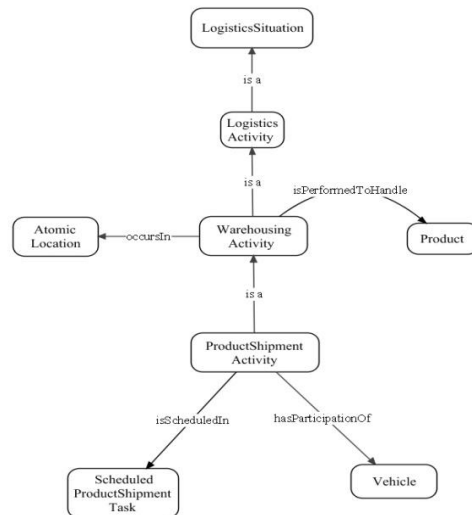 LogisticsSituation
is a
Logistics
Activity
is a
isPerformedToHandle
Atomic
Location
occursIn
Warehousing
Activity
Product
is a
ProductShipment
Activity
isScheduledIn
hasParticipationOf
Scheduled
ProductShipment
Task
Vehicle